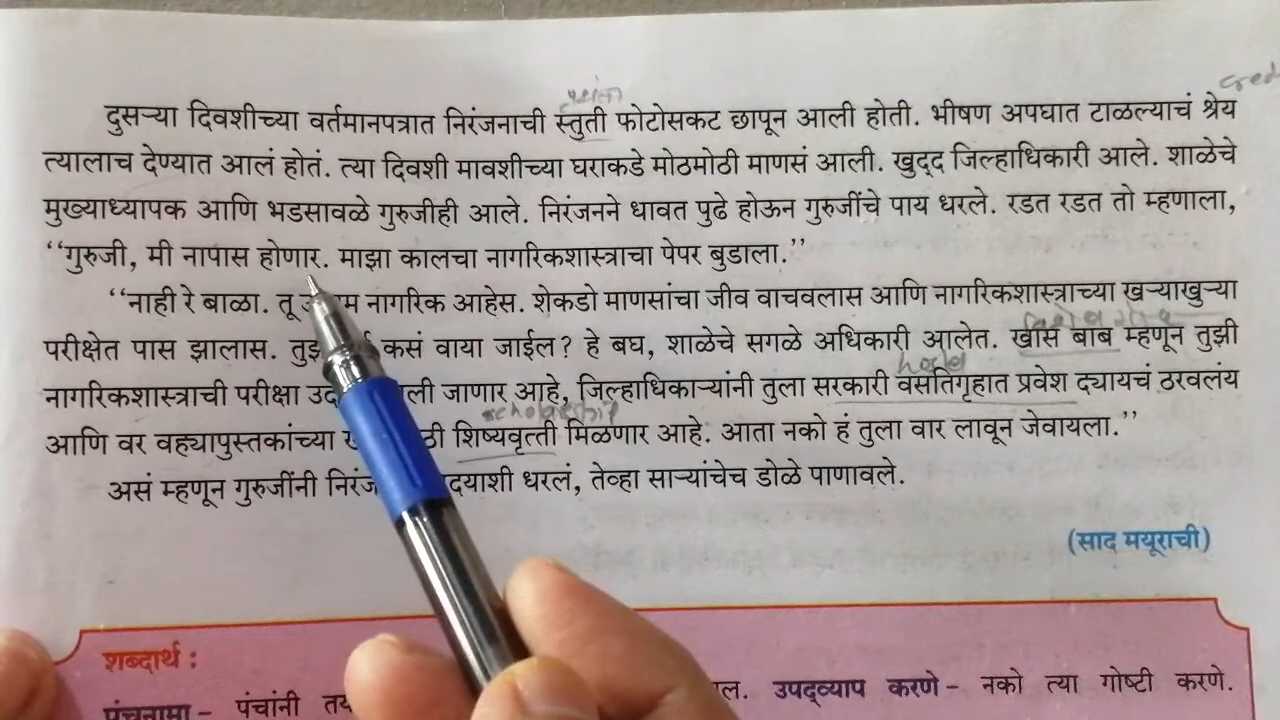 cred
दुसऱ्या दिवशीच्या वर्तमानपत्रात निरंजनाची स्तुती फोटोसकट छापून आली होती. भीषण अपघात टाळल्याचं श्रेय
त्यालाच देण्यात आलं होतं. त्या दिवशी मावशीच्या घराकडे मोठमोठी माणसं आली. खुद्द जिल्हाधिकारी आले. शाळेचे
मुख्याध्यापक आणि भडसावळे गुरुजीही आले. निरंजनने धावत पुढे होऊन गुरुजींचे पाय धरले. रडत रडत तो म्हणाला,
‘‘गुरुजी, मी नापास होणार. माझा कालचा नागरिकशास्त्राचा पेपर बुडाला.’’
‘‘नाही रे बाळा. तू नागरिक आहेस. शेकडो माणसांचा जीव वाचवलास आणि नागरिकशास्त्राच्या खऱ्याखुऱ्या
परीक्षेत पास झालास. कसं वाया जाईल? हे बघ, शाळेचे सगळे अधिकारी आलेत. खास बाब म्हणून तुझी
नागरिकशास्त्राची परीक्षा जाणार आहे, जिल्हाधिकाऱ्यांनी तुला सरकारी वसतिगृहात प्रवेश द्यायचं ठरवलंय
scholarship
आणि वर वह्यापुस्तकांच्या शिष्यवृत्ती मिळणार आहे. आता नको हं तुला वार लावून जेवायला.’’
असं म्हणून गुरुजींनी धरलं, तेव्हा साऱ्यांचेच डोळे पाणावले.
(साद मयूराची)
शब्दार्थ :
पंचनामा – पंचांनी उपद्व्याप करणे – नको त्या गोष्टी करणे.